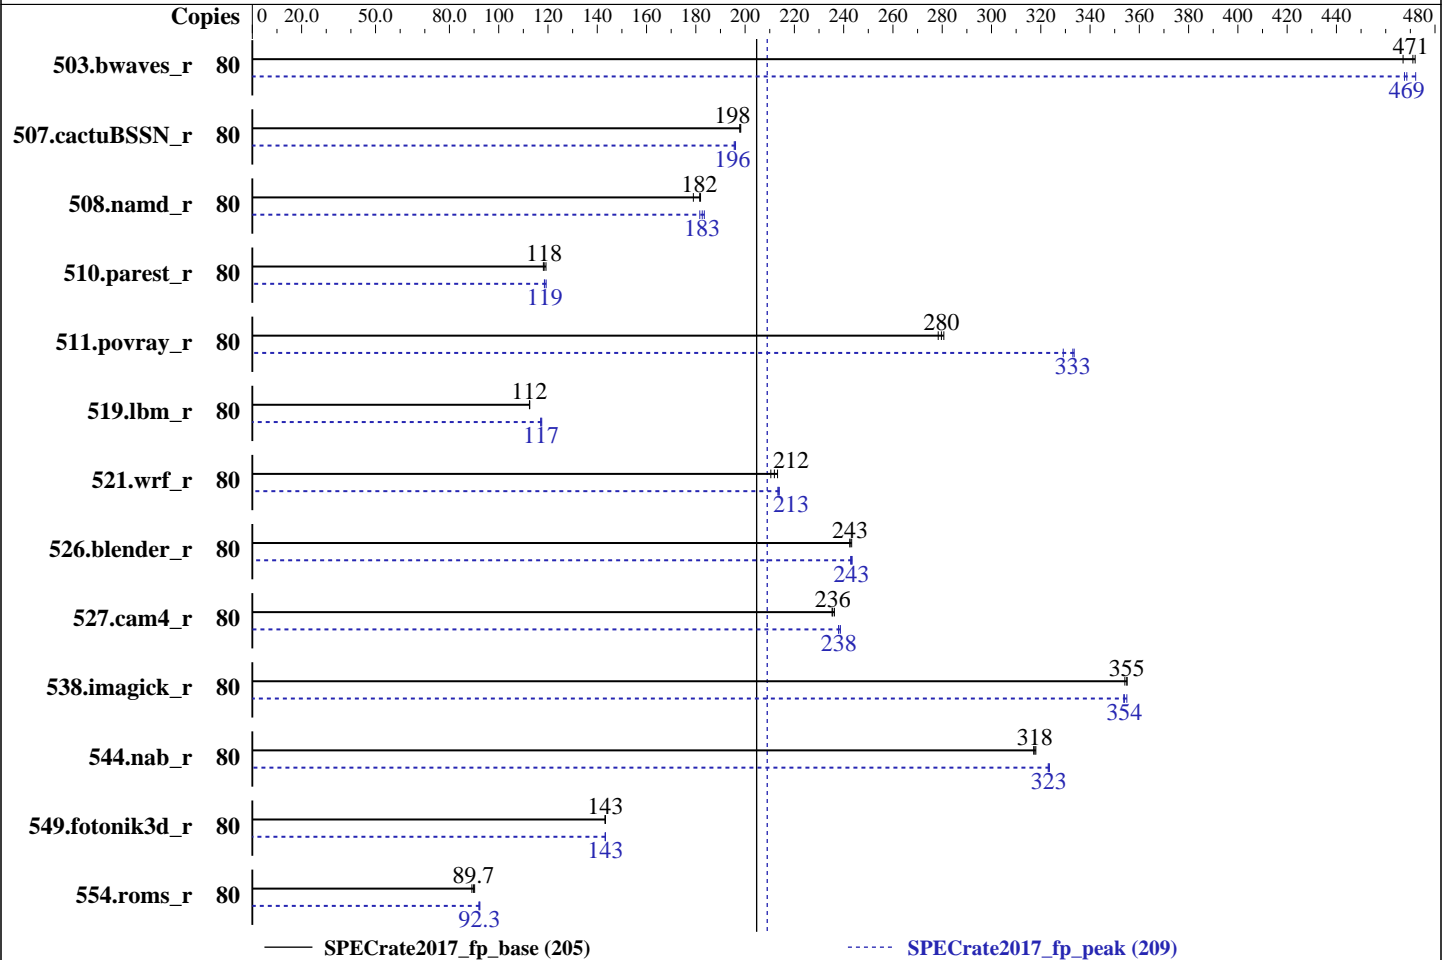 Copies 0 20.0 50.0 80.0 100 120 140 160 180 200 220 240 260 280 300 320 340 360 380 400 420 440 480
471
503.bwaves_r 80
469
198
507.cactuBSSN_r 80
196
182
508.namd_r 80
183
118
510.parest_r 80
119
280
511.povray_r 80
333
112
519.lbm_r 80
117
212
521.wrf_r 80
213
243
526.blender_r 80
243
236
527.cam4_r 80
238
355
538.imagick_r 80
354
318
544.nab_r 80
323
143
549.fotonik3d_r 80
143
89.7
554.roms_r 80
92.3
SPECrate2017_fp_base (205) SPECrate2017_fp_peak (209)